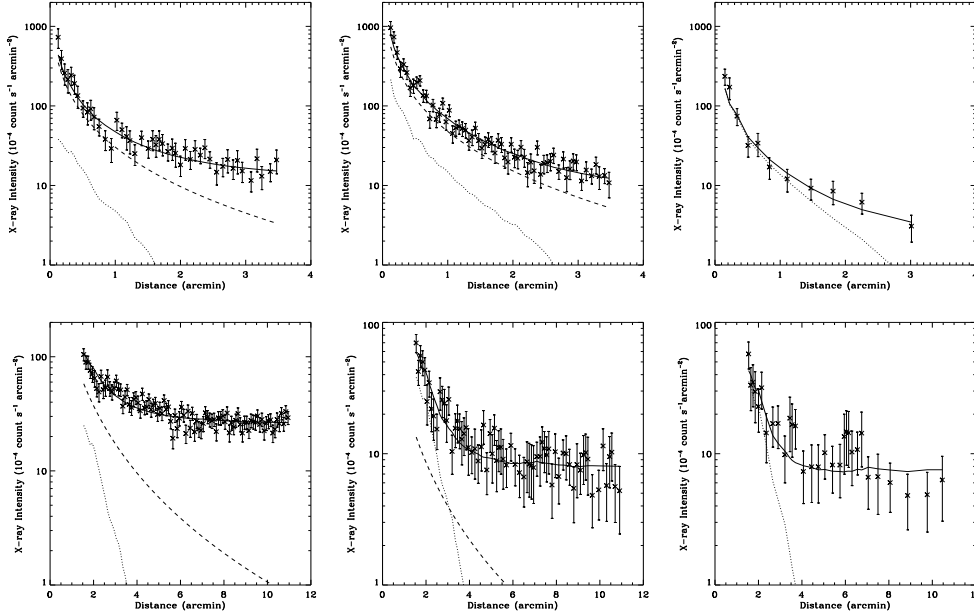 1000
100
10
1
X-ray Intensity (10⁻⁴ count s⁻¹ arcmin⁻²)
0 1 2 3 4
Distance (arcmin)
1000
100
10
1
X-ray Intensity (10⁻⁴ count s⁻¹ arcmin⁻²)
0 1 2 3 4
Distance (arcmin)
1000
100
10
1
X-ray Intensity (10⁻⁴ count s⁻¹arcmin⁻²)
0 1 2 3 4
Distance (arcmin)
100
10
1
X-ray Intensity (10⁻⁴ count s⁻¹ arcmin⁻²)
0 2 4 6 8 10 12
Distance (arcmin)
100
10
1
X-ray Intensity (10⁻⁴ count s⁻¹ arcmin⁻²)
0 2 4 6 8 10 12
Distance (arcmin)
100
10
1
X-ray Intensity (10⁻⁴ count s⁻¹arcmin⁻²)
0 2 4 6 8 10
Distance (arcmin)